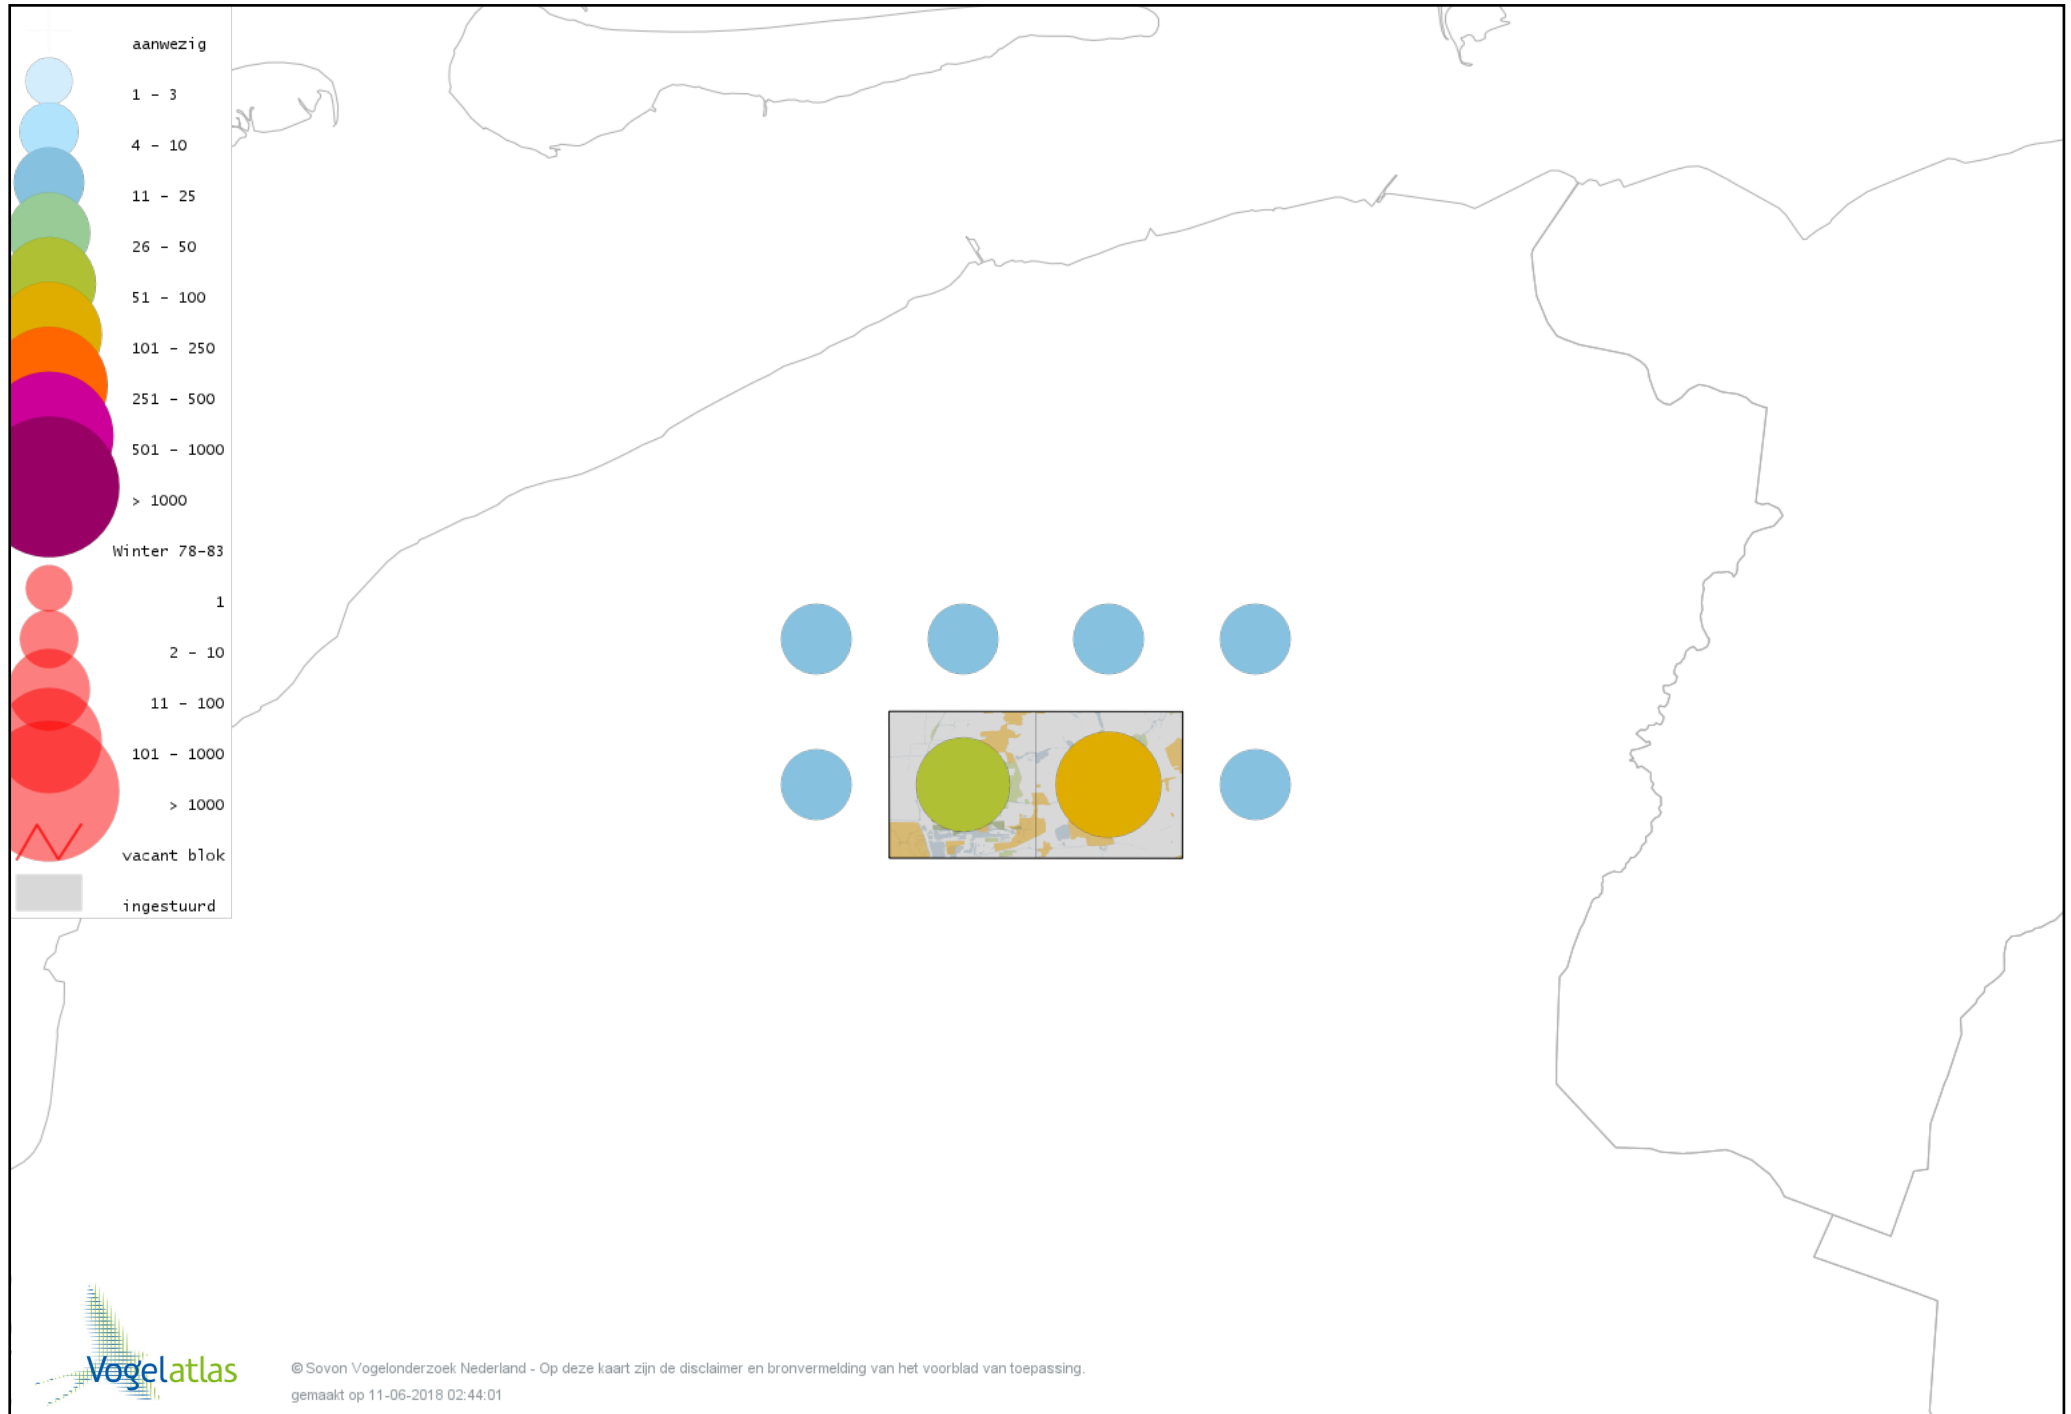 aanwezig
1 - 3
4 - 10
11 - 25
26 - 50
51 - 100
101 - 250
251 - 500
501 - 1000
> 1000
Winter 78-83
1
2 - 10
11 - 100
101 - 1000
> 1000
vacant blok
ingestuurd
Vogelatlas
© Sovon Vogelonderzoek Nederland - Op deze kaart zijn de disclaimer en bronvermelding van het voorblad van toepassing.
gemaakt op 11-06-2018 02:44:01